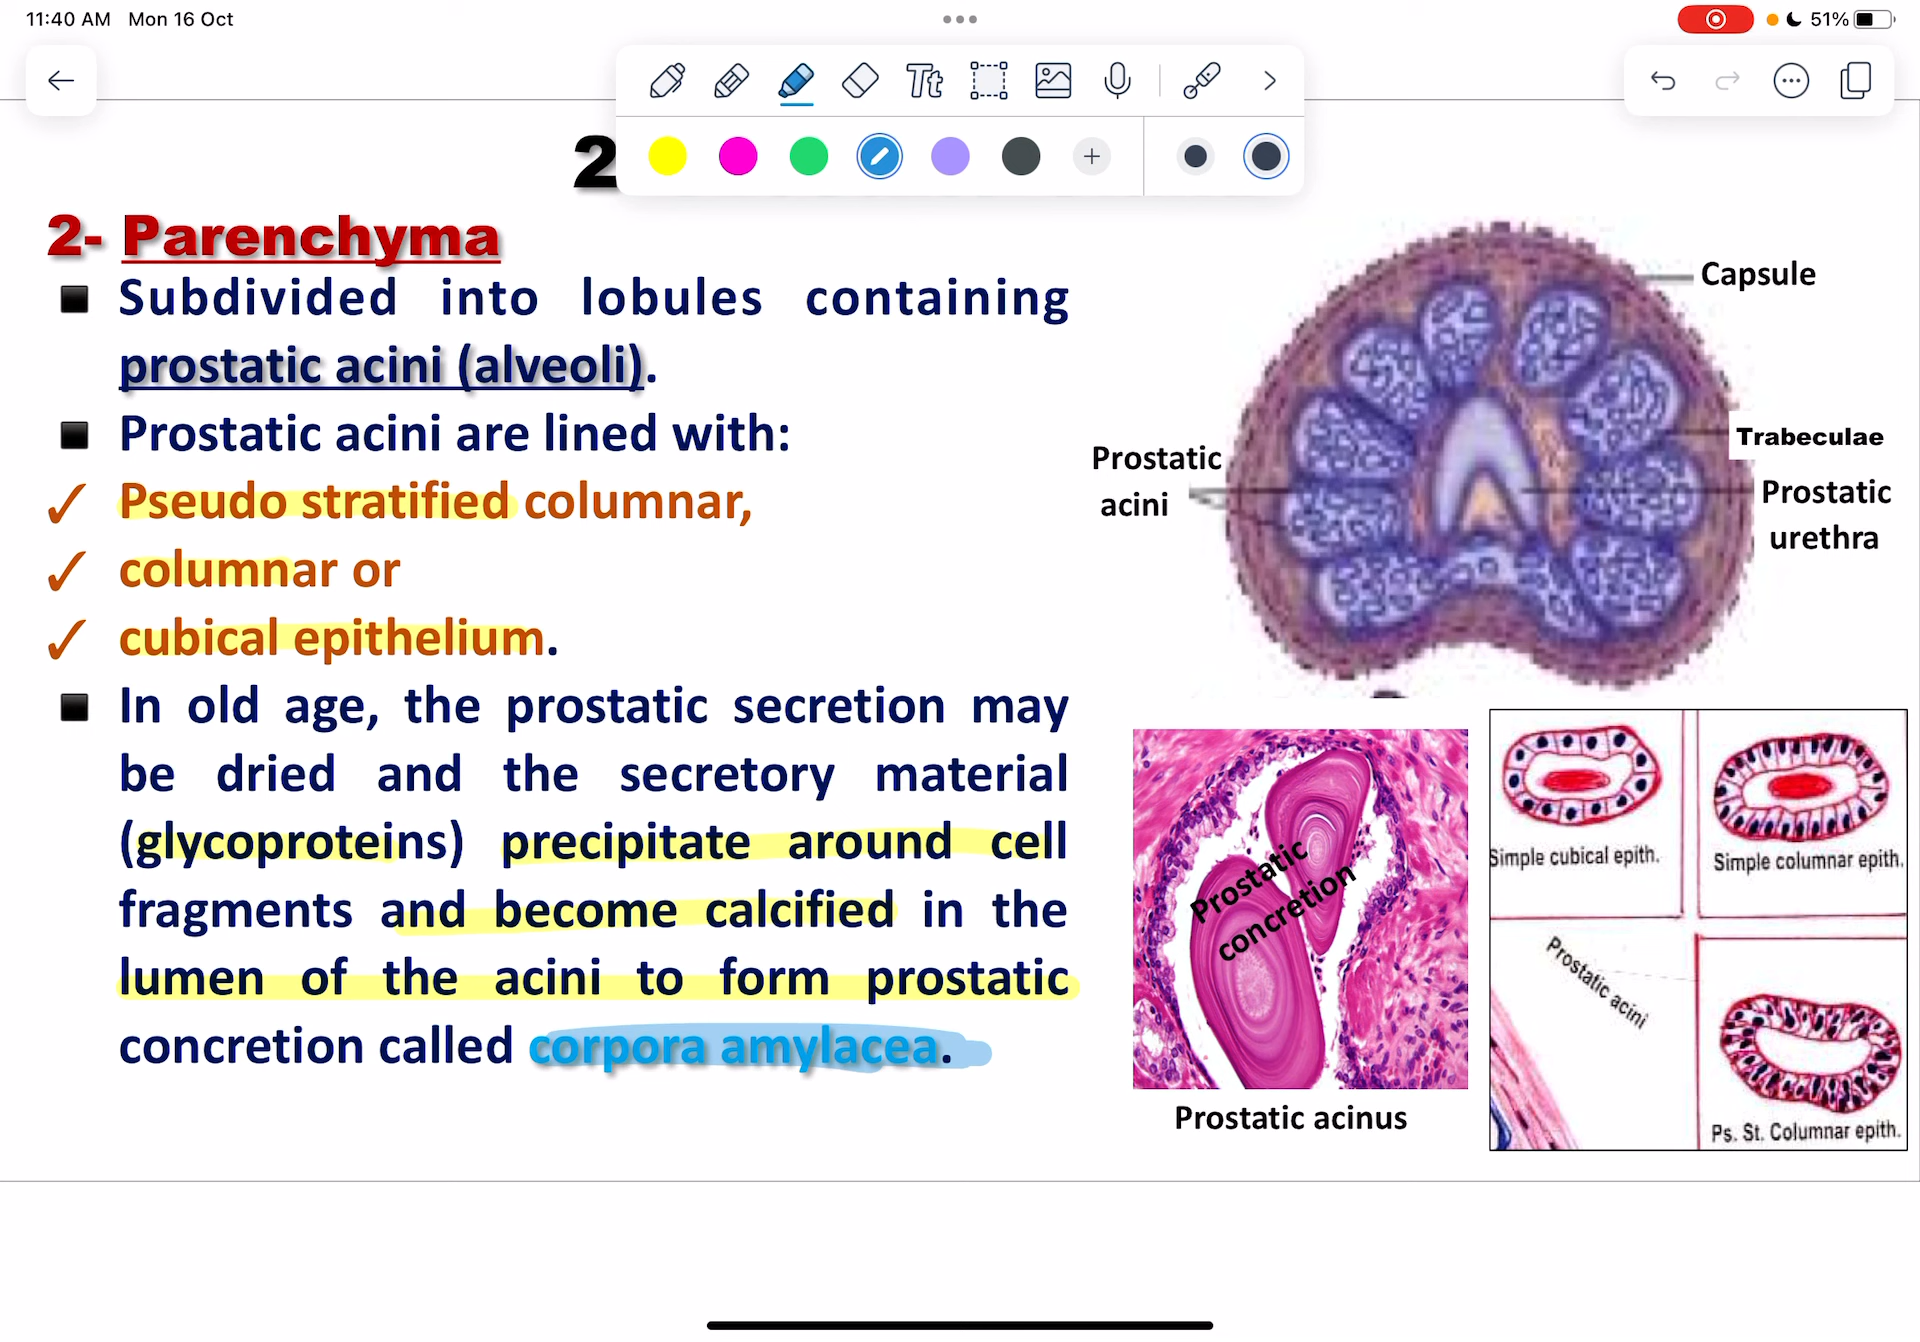 11:40 AM Mon 16 Oct
51%
Tt
2
2- Parenchyma
Subdivided into lobules containing
prostatic acini (alveoli).
Prostatic acini are lined with:
✓ Pseudo stratified columnar,
✓ columnar or
✓ cubical epithelium.
In old age, the prostatic secretion may
be dried and the secretory material
(glycoproteins) precipitate around cell
fragments and become calcified in the
lumen of the acini to form prostatic
concretion called corpora amylacea.
Capsule
Trabeculae
Prostatic
acini
Prostatic
urethra
Prostatic
concretion
Prostatic acinus
Simple cubical epith.
Simple columnar epith.
Prostatic acini
Ps. St. Columnar epith.